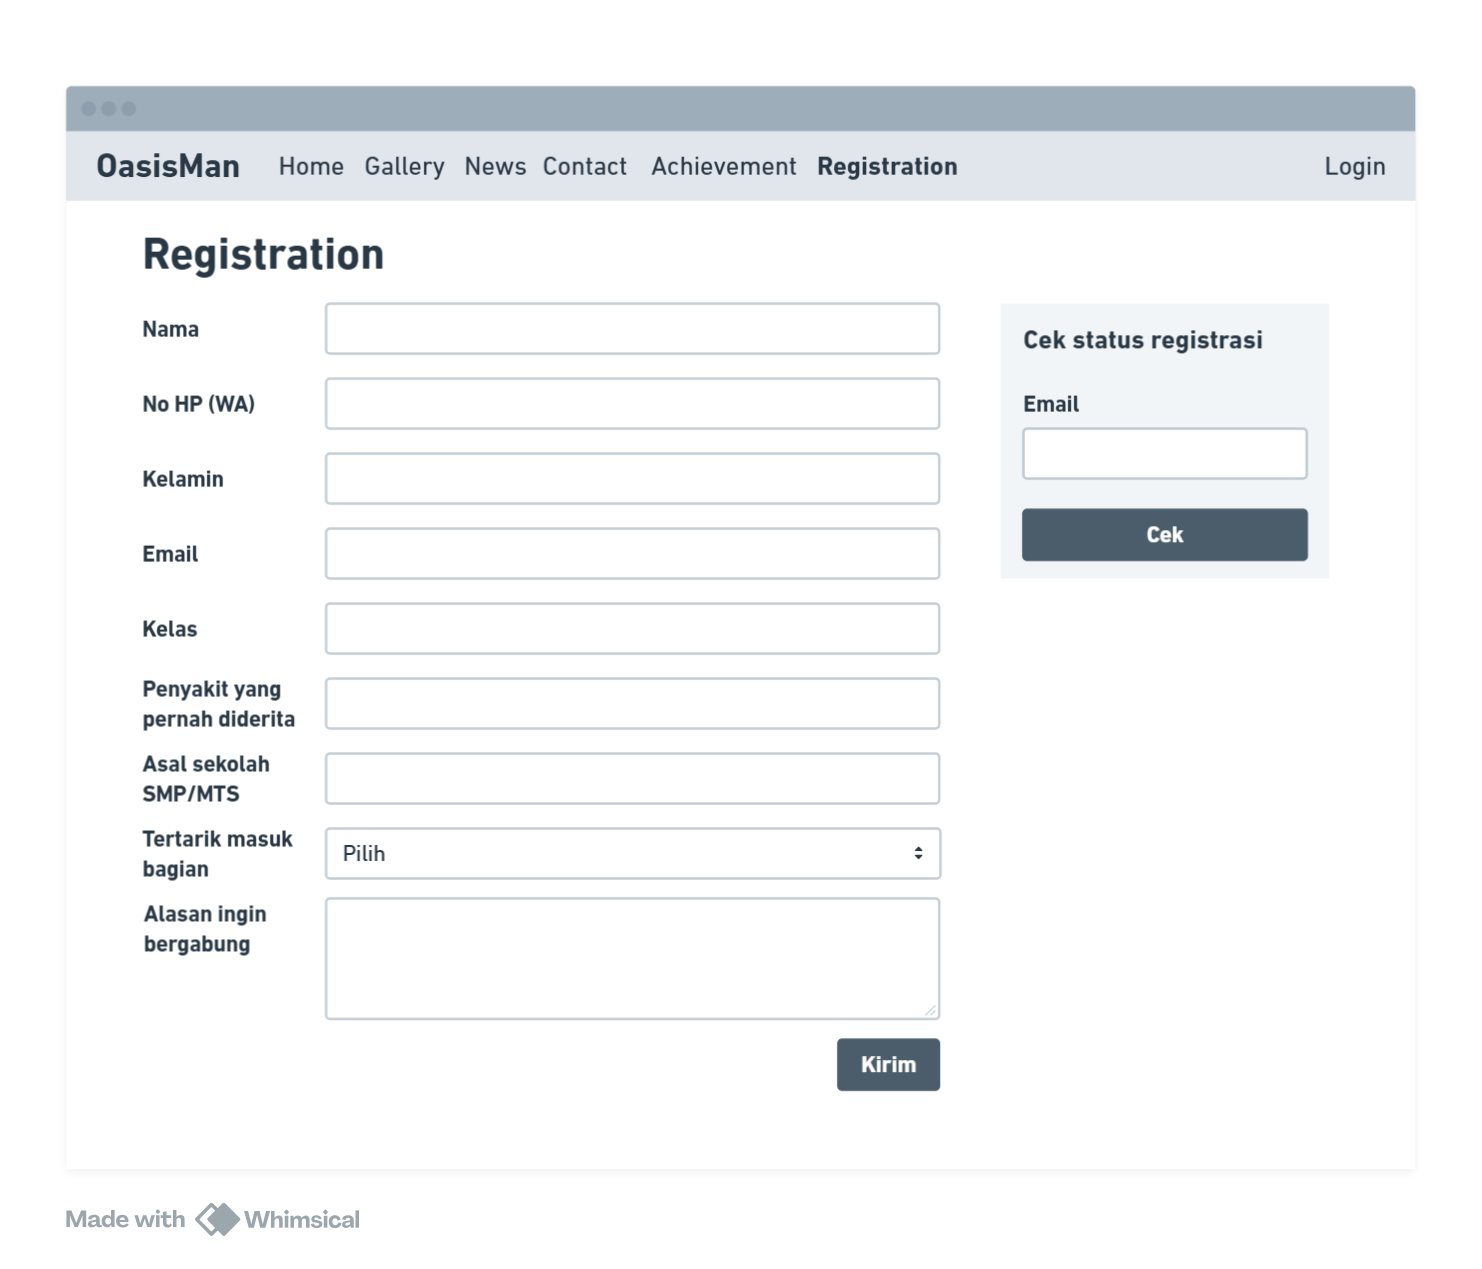 OasisMan Home Gallery News Contact Achievement Registration Login
Registration
Nama
No HP (WA)
Kelamin
Email
Kelas
Penyakit yang
pernah diderita
Asal sekolah
SMP/MTS
Tertarik masuk
bagian
Pilih
Alasan ingin
bergabung
Kirim
Cek status registrasi
Email
Cek
Made with Whimsical